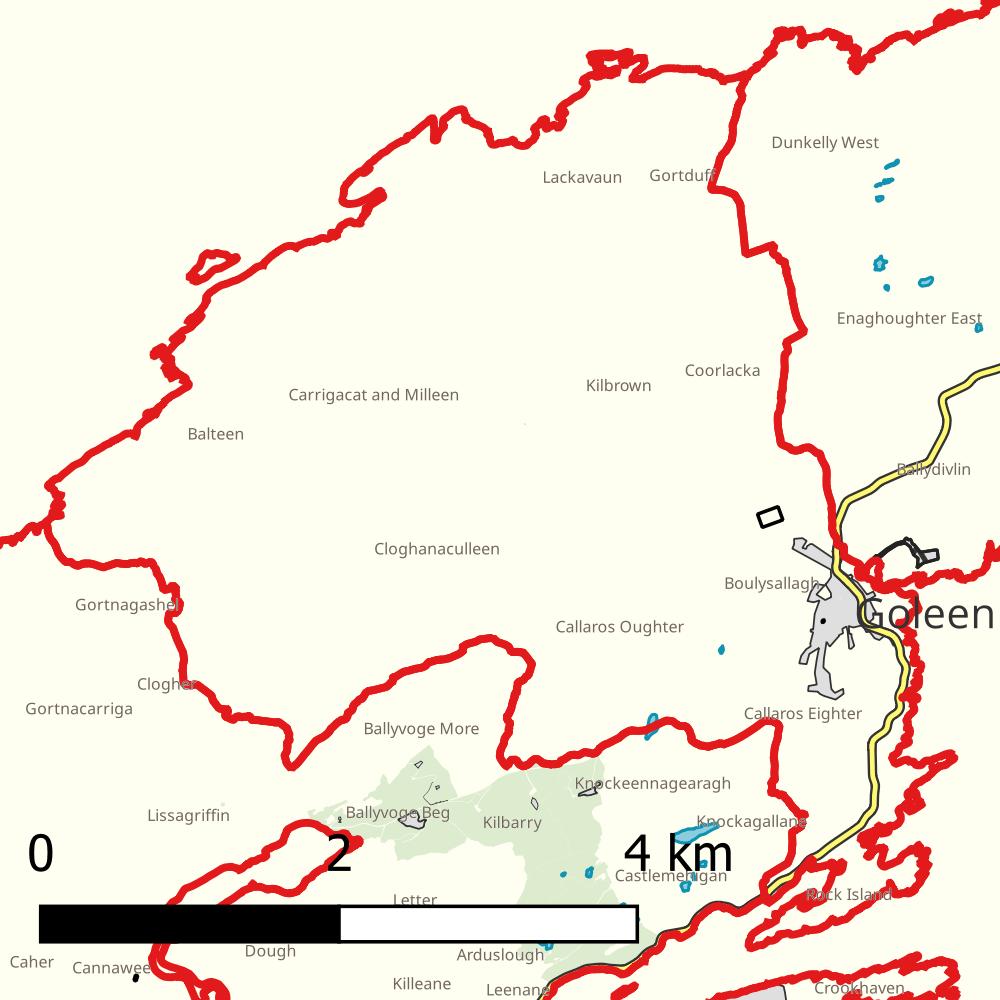 Dunkelly West
Lackavaun
Gortduff
Enaghoughter East
Coorlacka
Kilbrown
Carrigacat and Milleen
Balteen
Ballydivlin
Cloghanaculleen
Boulysallagh
Gortnagashel
Goleen
Callaros Oughter
Clogher
Gortnacarriga
Callaros Eighter
Ballyvoge More
Knockeennagearagh
Lissagriffin
Ballyvoge Beg
Kilbarry
Knockagallane
0 2 4 km
Castlemehigan
Rock Island
Letter
Dough
Arduslough
Caher
Cannawee
Killeane
Leenane
Crookhaven